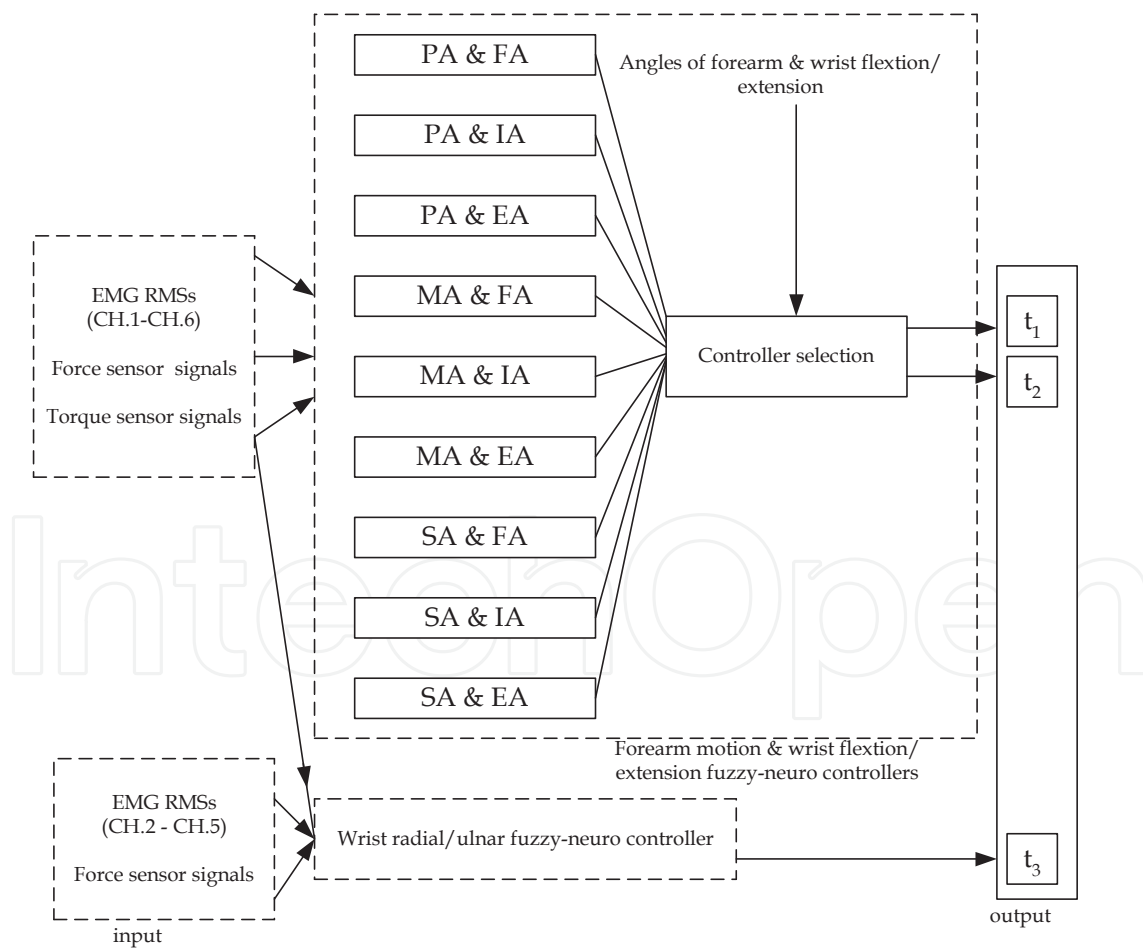 PA & FA
PA & IA
PA & EA
MA & FA
MA & IA
MA & EA
SA & FA
SA & IA
SA & EA
Angles of forearm & wrist flextion/
extension
Controller selection
EMG RMSs
(CH.1-CH.6)
Force sensor signals
Torque sensor signals
t1
t2
Forearm motion & wrist flextion/
extension fuzzy-neuro controllers
EMG RMSs
(CH.2 - CH.5)
Force sensor signals
input
Wrist radial/ulnar fuzzy-neuro controller
t3
output
IntechOpen